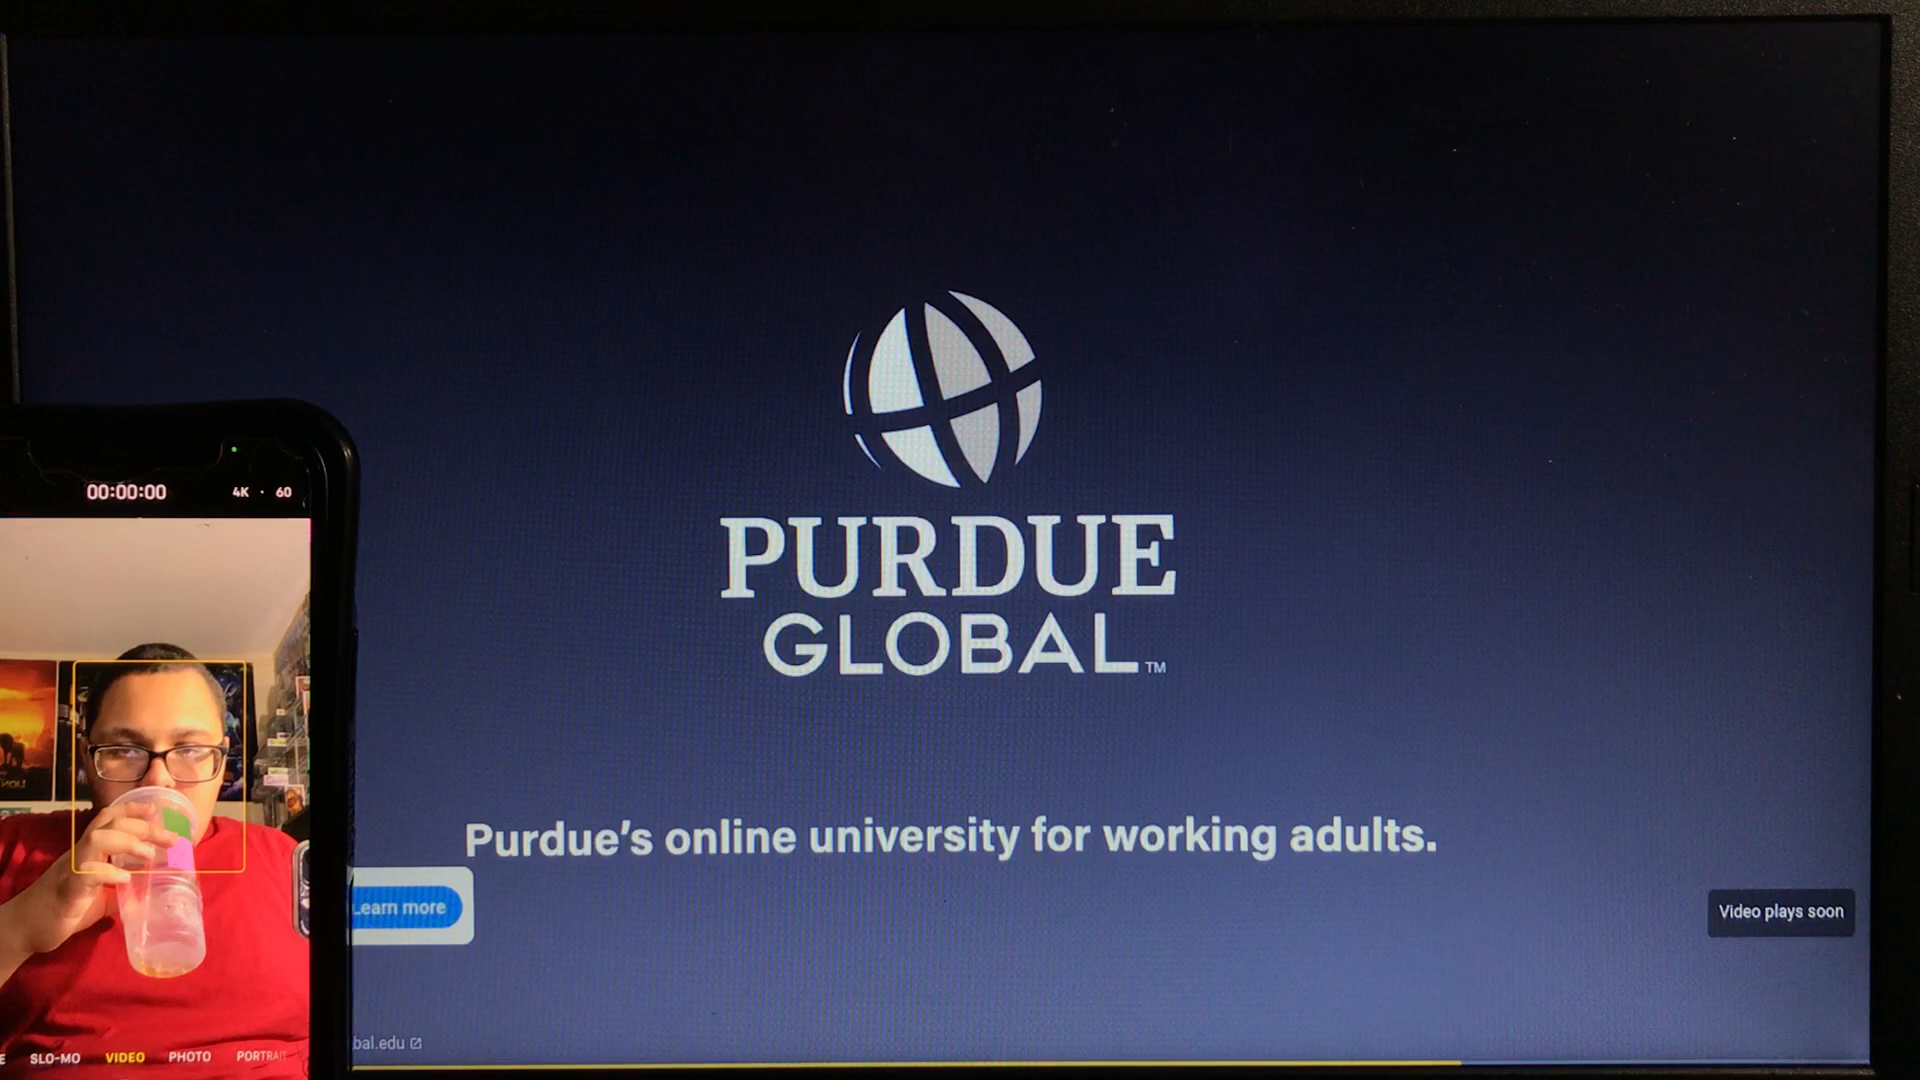 PURDUE
GLOBAL™
Purdue's online university for working adults.
Learn more
Video plays soon
bal.edu
00:00:00
4K · 60
SLO-MO VIDEO PHOTO PORTRAIT